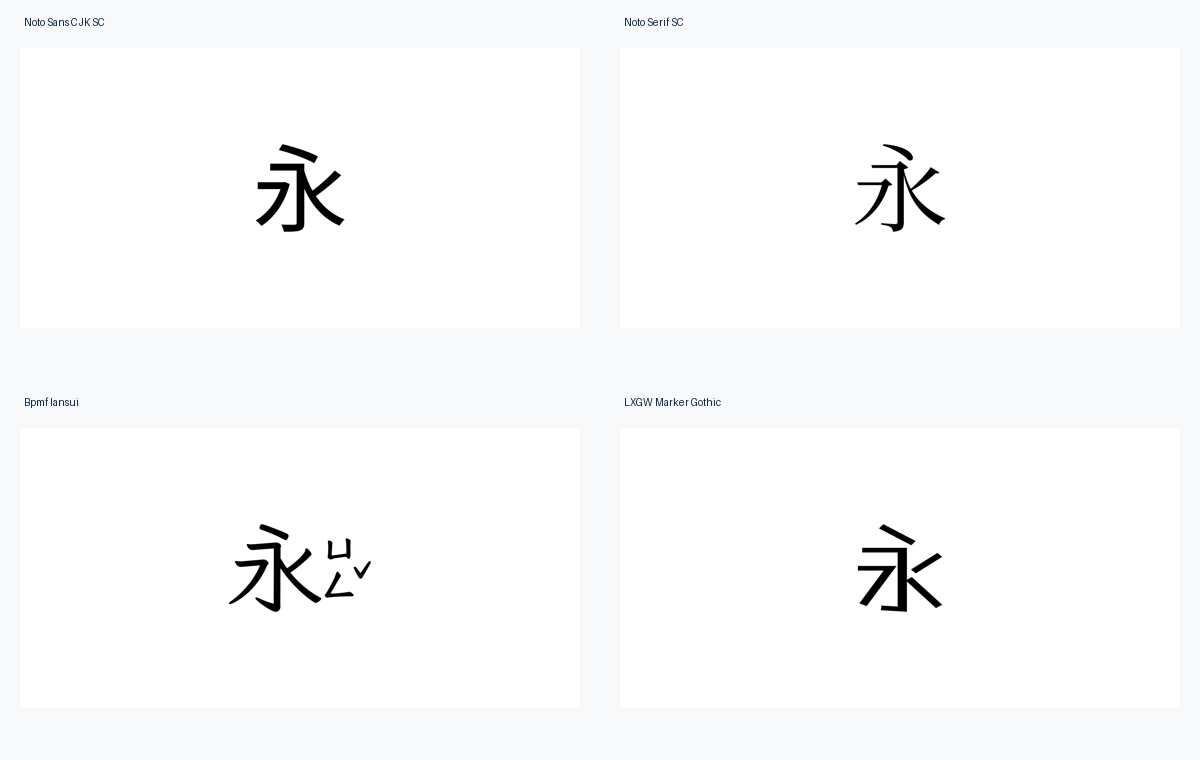 Noto Sans CJK SC
永
Noto Serif SC
永
Bpmf Iansui
永ㄩㄥˇ
LXGW Marker Gothic
永